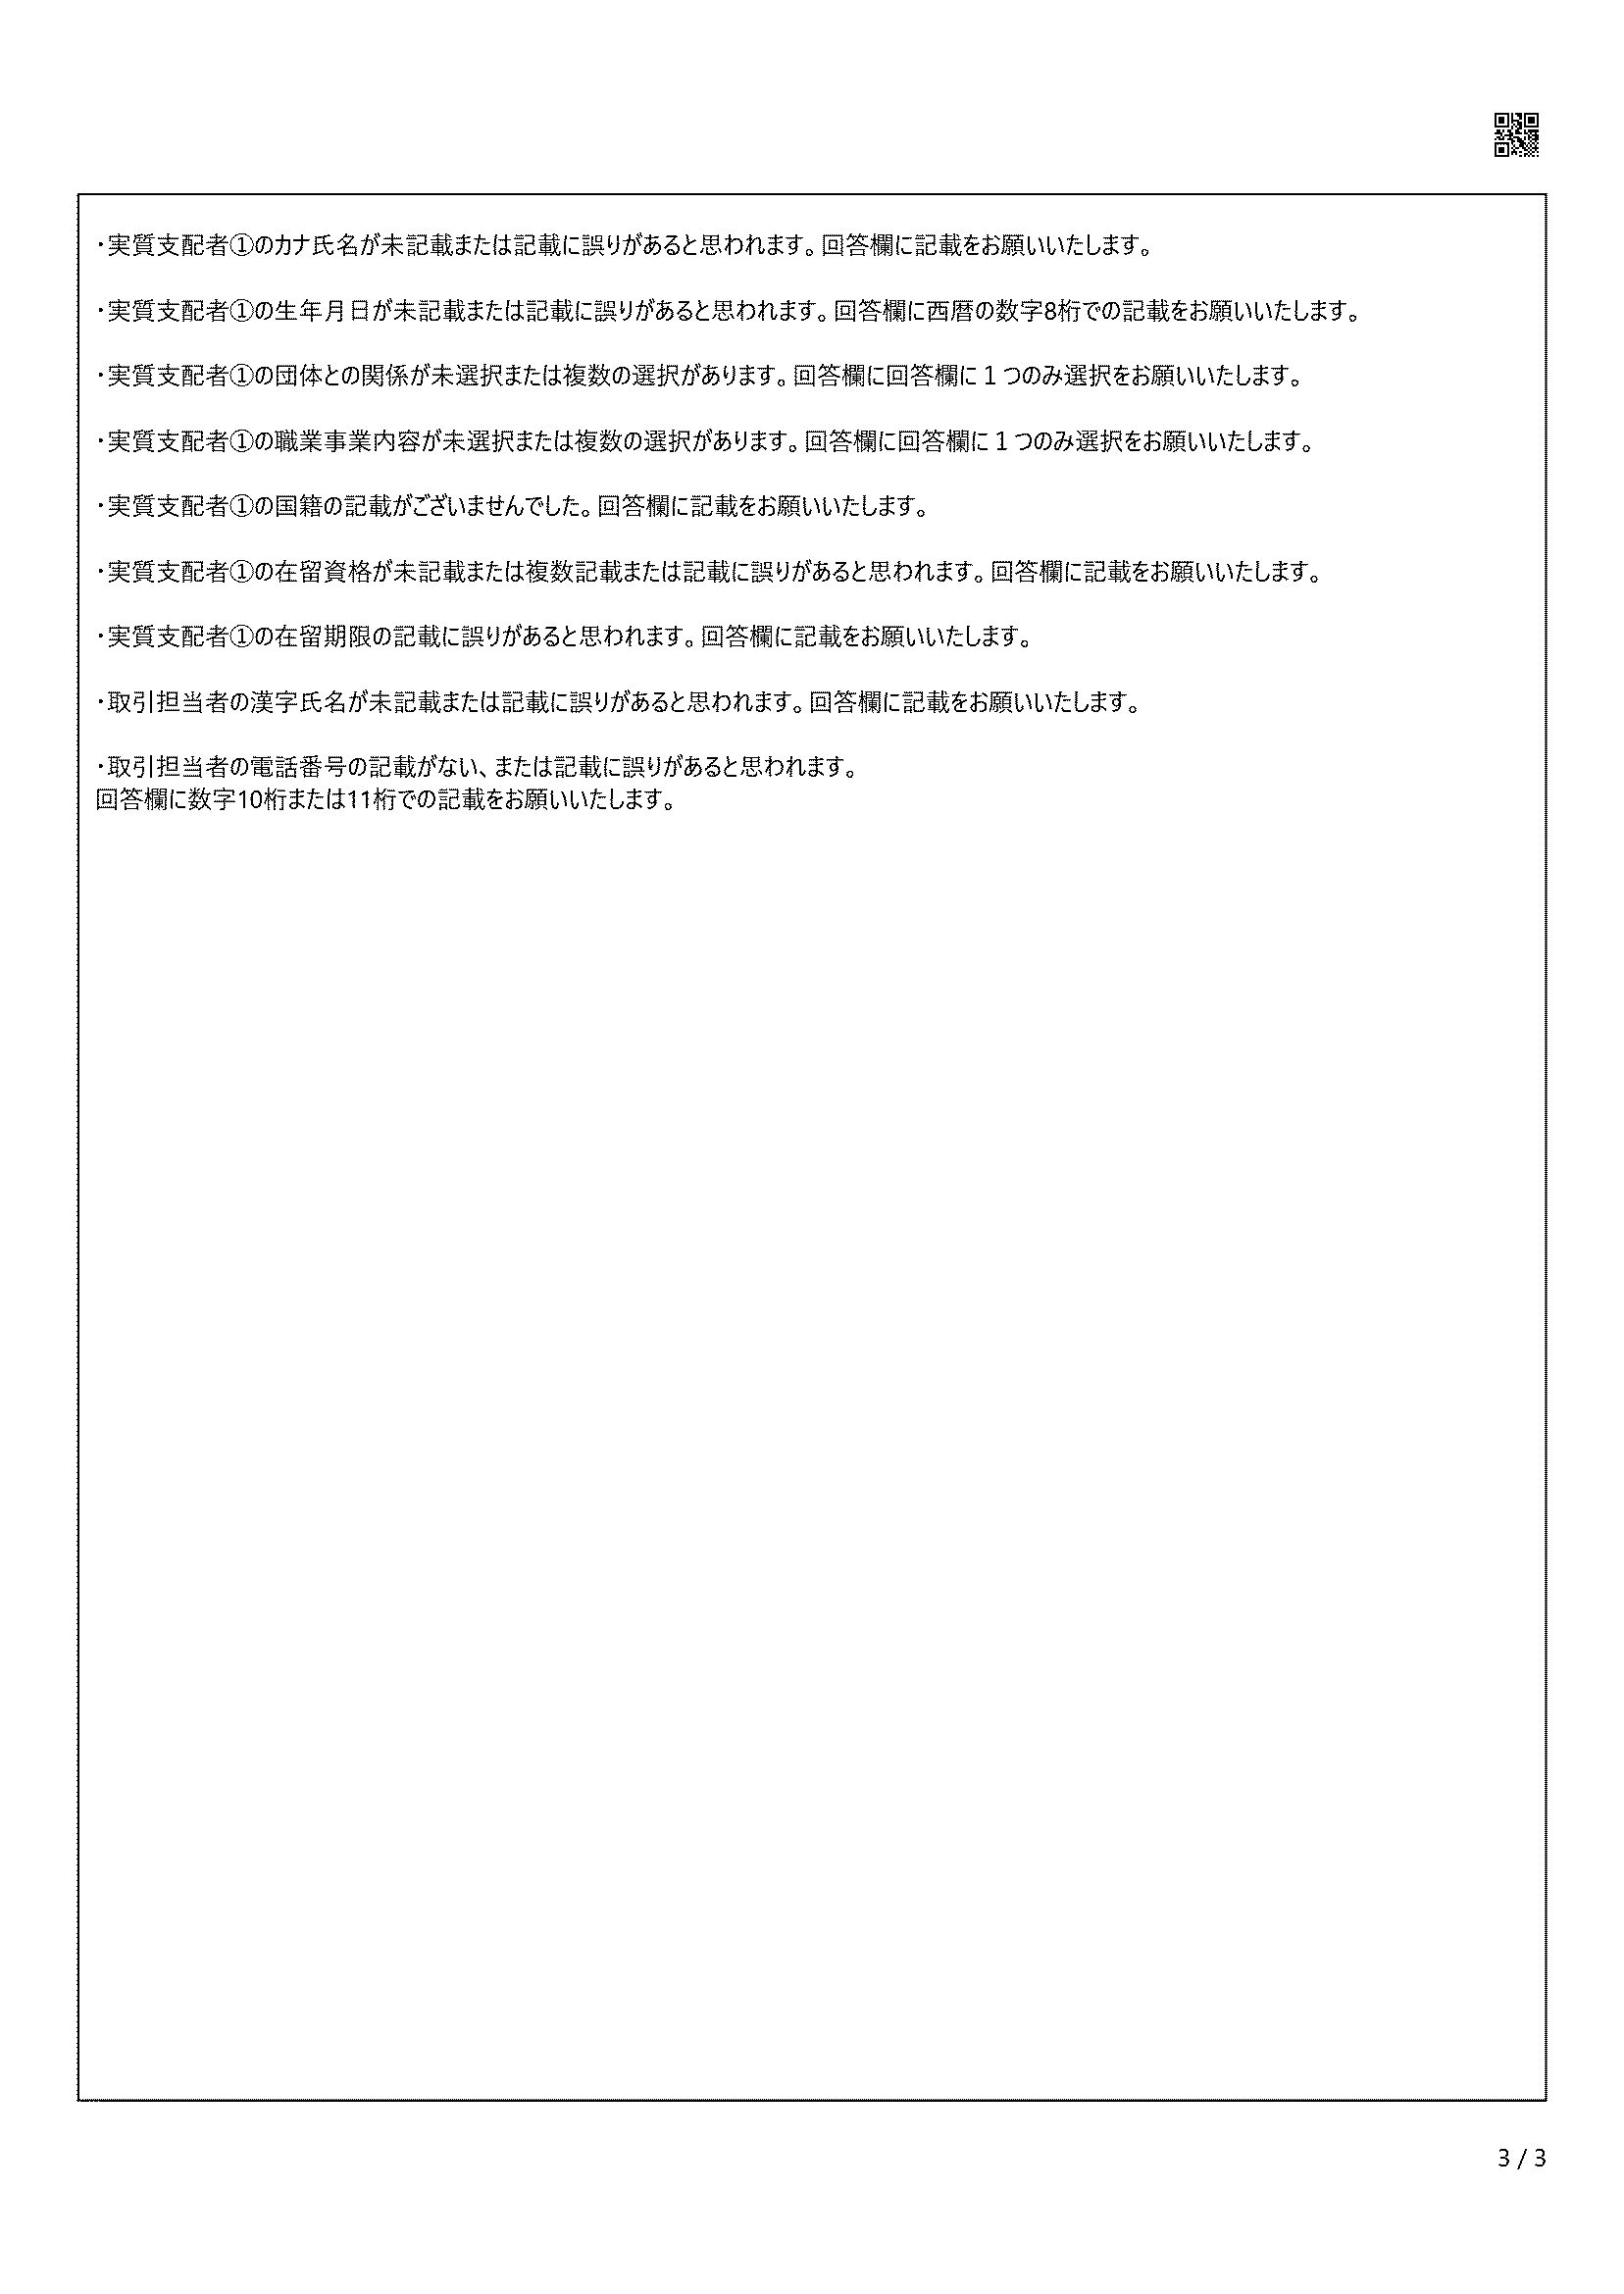 ・実質支配者①のカナ氏名が未記載または記載に誤りがあると思われます。回答欄に記載をお願いいたします。
・実質支配者①の生年月日が未記載または記載に誤りがあると思われます。回答欄に西暦の数字8桁での記載をお願いいたします。
・実質支配者①の団体との関係が未選択または複数の選択があります。回答欄に回答欄に１つのみ選択をお願いいたします。
・実質支配者①の職業事業内容が未選択または複数の選択があります。回答欄に回答欄に１つのみ選択をお願いいたします。
・実質支配者①の国籍の記載がございませんでした。回答欄に記載をお願いいたします。
・実質支配者①の在留資格が未記載または複数記載または記載に誤りがあると思われます。回答欄に記載をお願いいたします。
・実質支配者①の在留期限の記載に誤りがあると思われます。回答欄に記載をお願いいたします。
・取引担当者の漢字氏名が未記載または記載に誤りがあると思われます。回答欄に記載をお願いいたします。
・取引担当者の電話番号の記載がない、または記載に誤りがあると思われます。
回答欄に数字10桁または11桁での記載をお願いいたします。
3 / 3